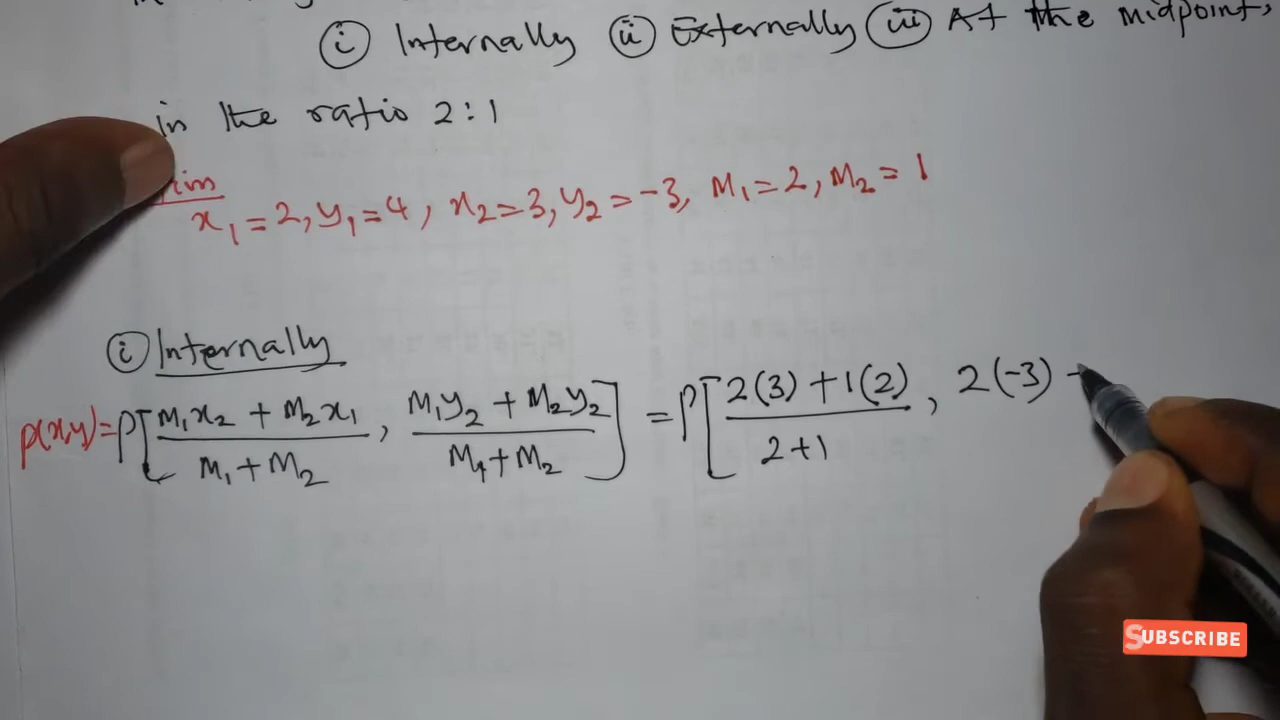 (i) Internally (ii) Externally (iii) At the midpoint,
in the ratio 2:1
x₁=2, y₁=4, x₂=3, y₂=-3, M₁=2, M₂=1
(i) Internally
P(x,y)=P[(M₁x₂ + M₂x₁)/(M₁+M₂), (M₁y₂ + M₂y₂)/(M₁+M₂)] = P[(2(3)+1(2))/(2+1), 2(-3) -
SUBSCRIBE